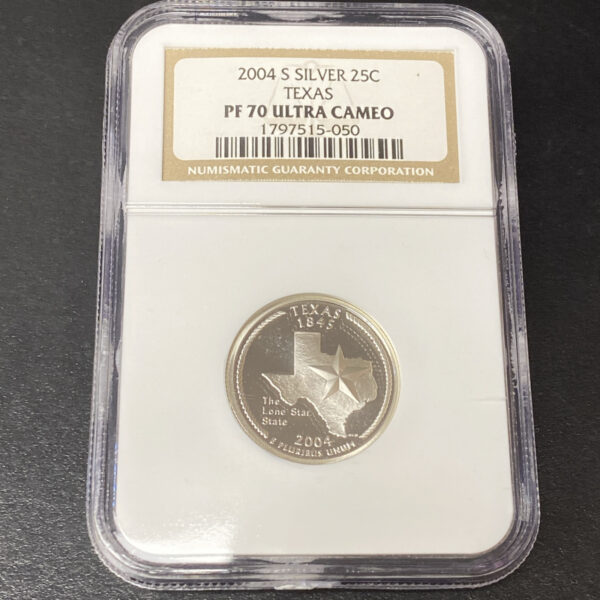 2004 S SILVER 25C
TEXAS
PF 70 ULTRA CAMEO
1797515-050
NUMISMATIC GUARANTY CORPORATION
TEXAS
1845
The
Lone Star
State
2004
E PLURIBUS UNUM